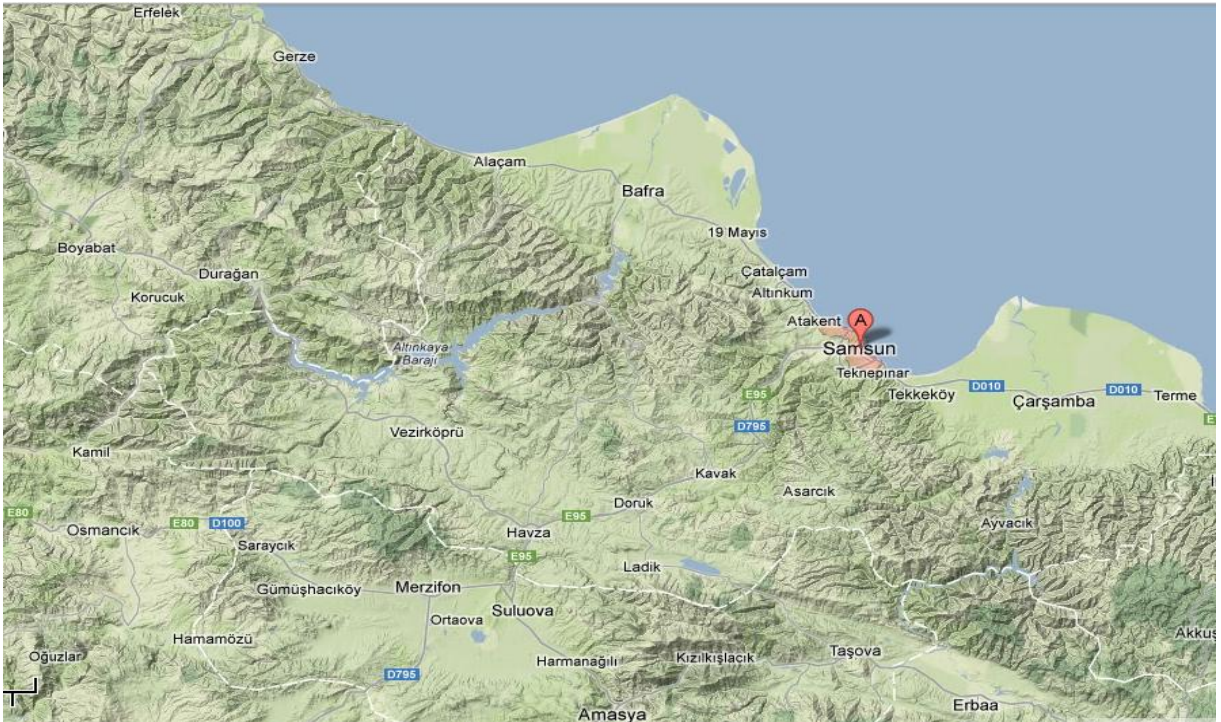 Erfelek
Gerze
Alaçam
Bafra
19 Mayıs
Boyabat
Durağan
Korucuk
Çatalçam
Altınkum
Atakent
A
Samsun
Altınkaya
Barajı
Teknepınar
Tekkeköy
D010
D010
Çarşamba
Terme
E95
D795
Vezirköprü
Kamil
Kavak
Asarcık
Doruk
E80
E80
D100
E95
Osmancık
Ayvacık
Havza
Saraycık
E95
Ladik
Gümüşhacıköy
Merzifon
Suluova
Ortaova
Hamamözü
Akkuş
Oğuzlar
Harmanağılı
Kızılkışlacık
Taşova
D795
Erbaa
Amasya